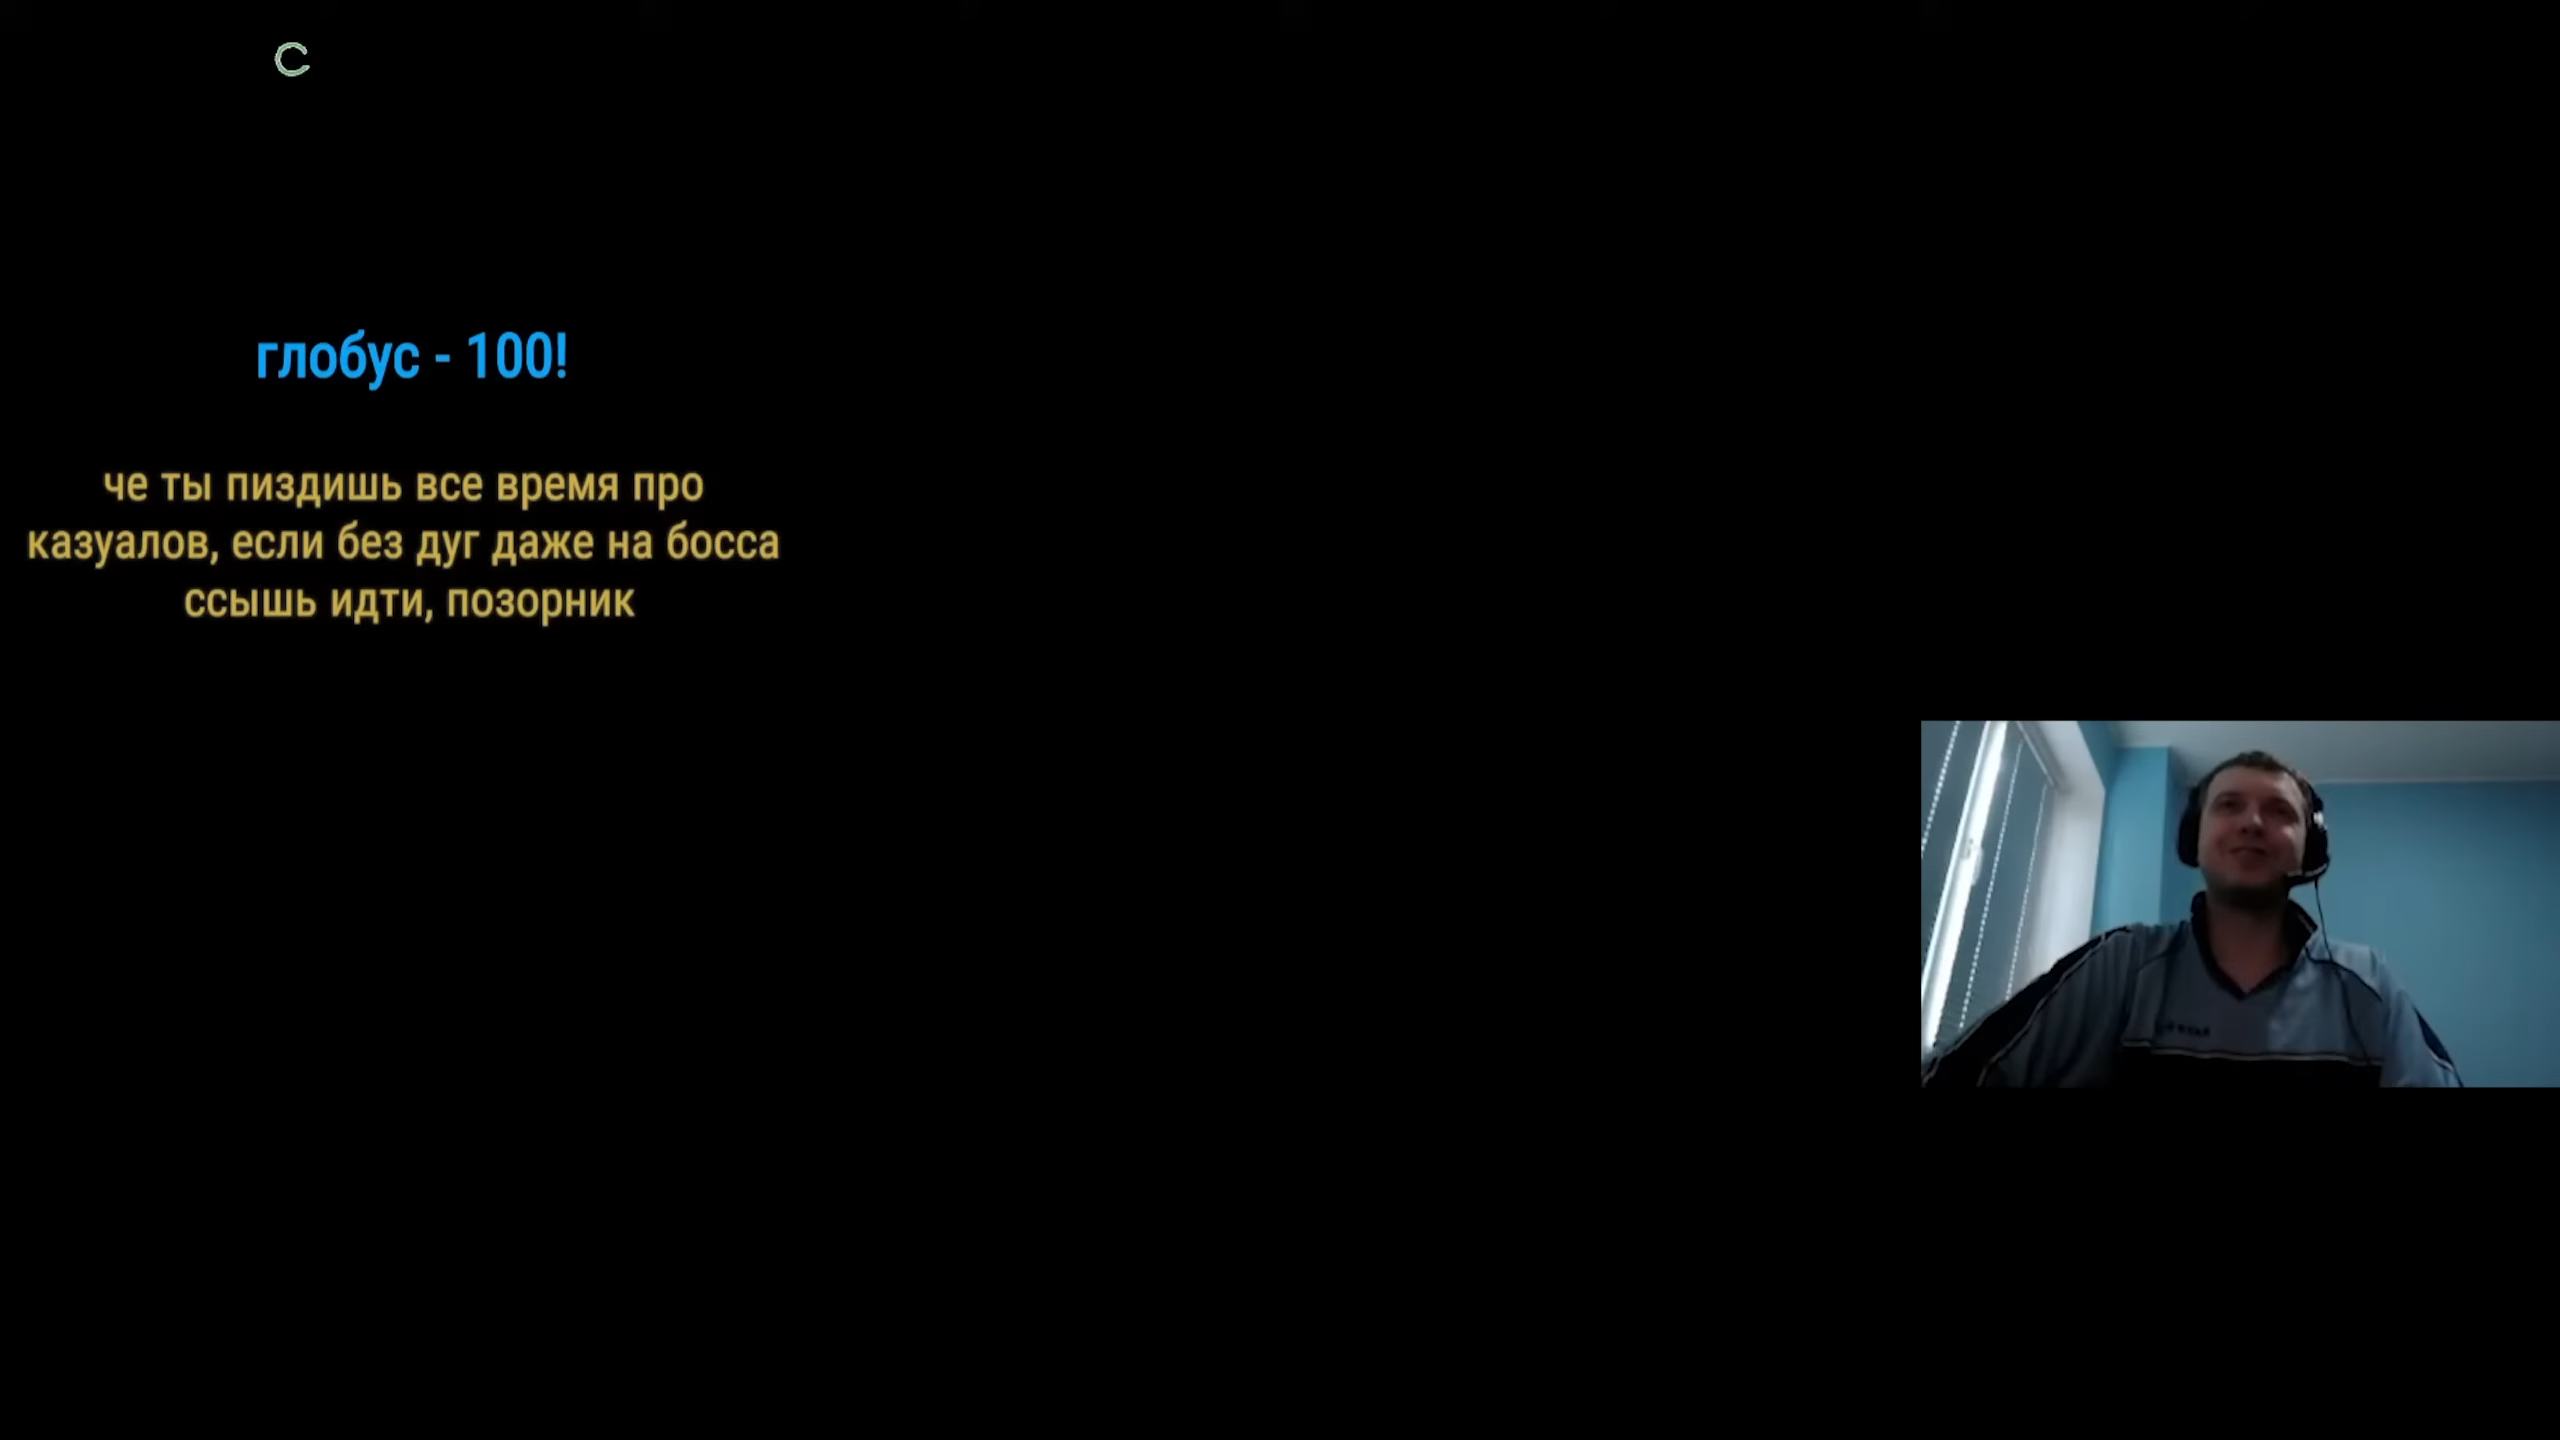 С
глобус - 100!
че ты пиздишь все время про
казуалов, если без дуг даже на босса
ссышь идти, позорник